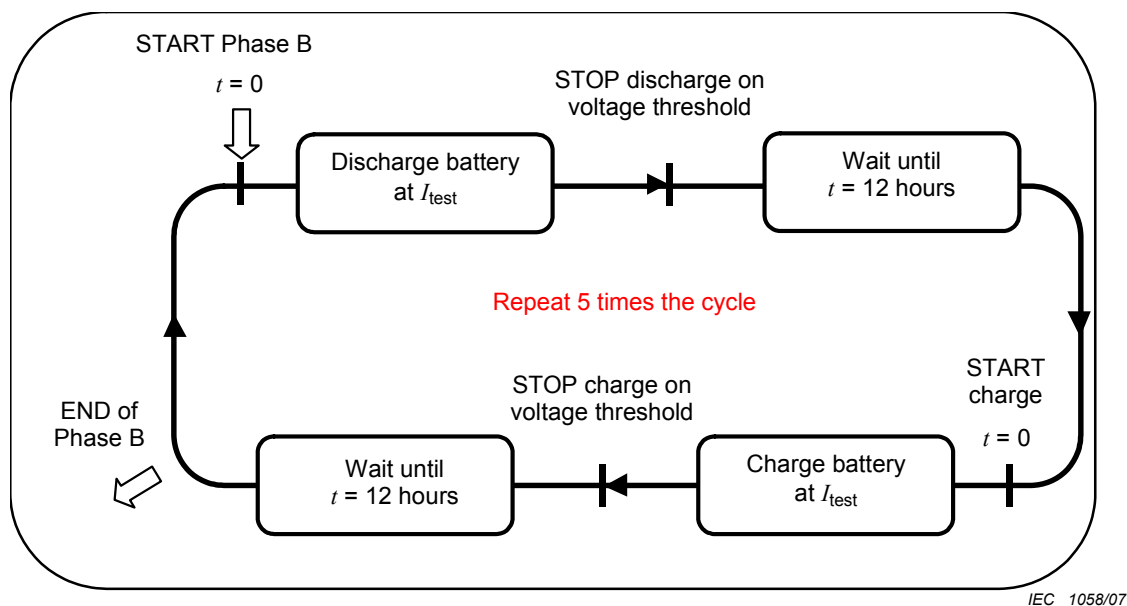 START Phase B
t = 0
STOP discharge on
voltage threshold
Discharge battery
at Itest
Wait until
t = 12 hours
Repeat 5 times the cycle
START
charge
t = 0
STOP charge on
voltage threshold
END of
Phase B
Wait until
t = 12 hours
Charge battery
at Itest
IEC 1058/07